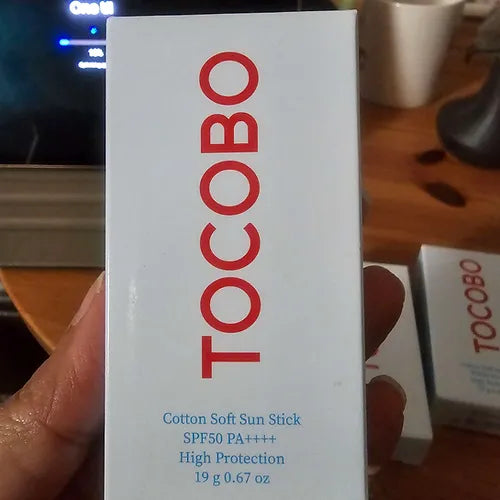 TOCOBO
Cotton Soft Sun Stick
SPF50 PA++++
High Protection
19 g 0.67 oz
TOCOBO